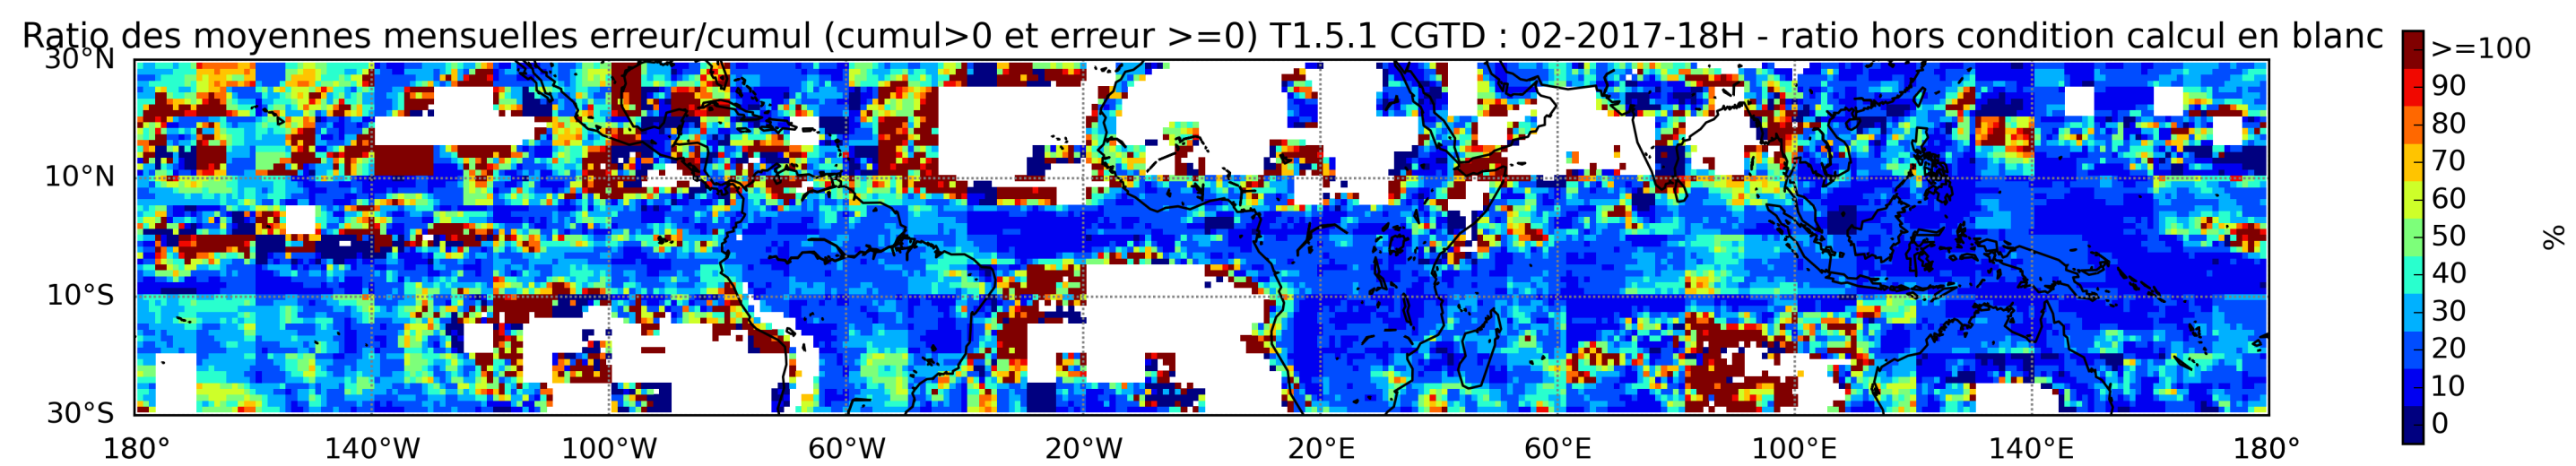 Ratio des moyennes mensuelles erreur/cumul (cumul>0 et erreur >=0) T1.5.1 CGTD : 02-2017-18H - ratio hors condition calcul en blanc
30°N
10°N
10°S
30°S
180° 140°W 100°W 60°W 20°W 20°E 60°E 100°E 140°E 180°
>=100
90
80
70
60
50
40
30
20
10
0
%